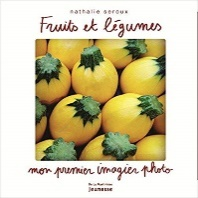 nathalie seroux
Fruits et légumes
mon premier imagier photo
jeunesse